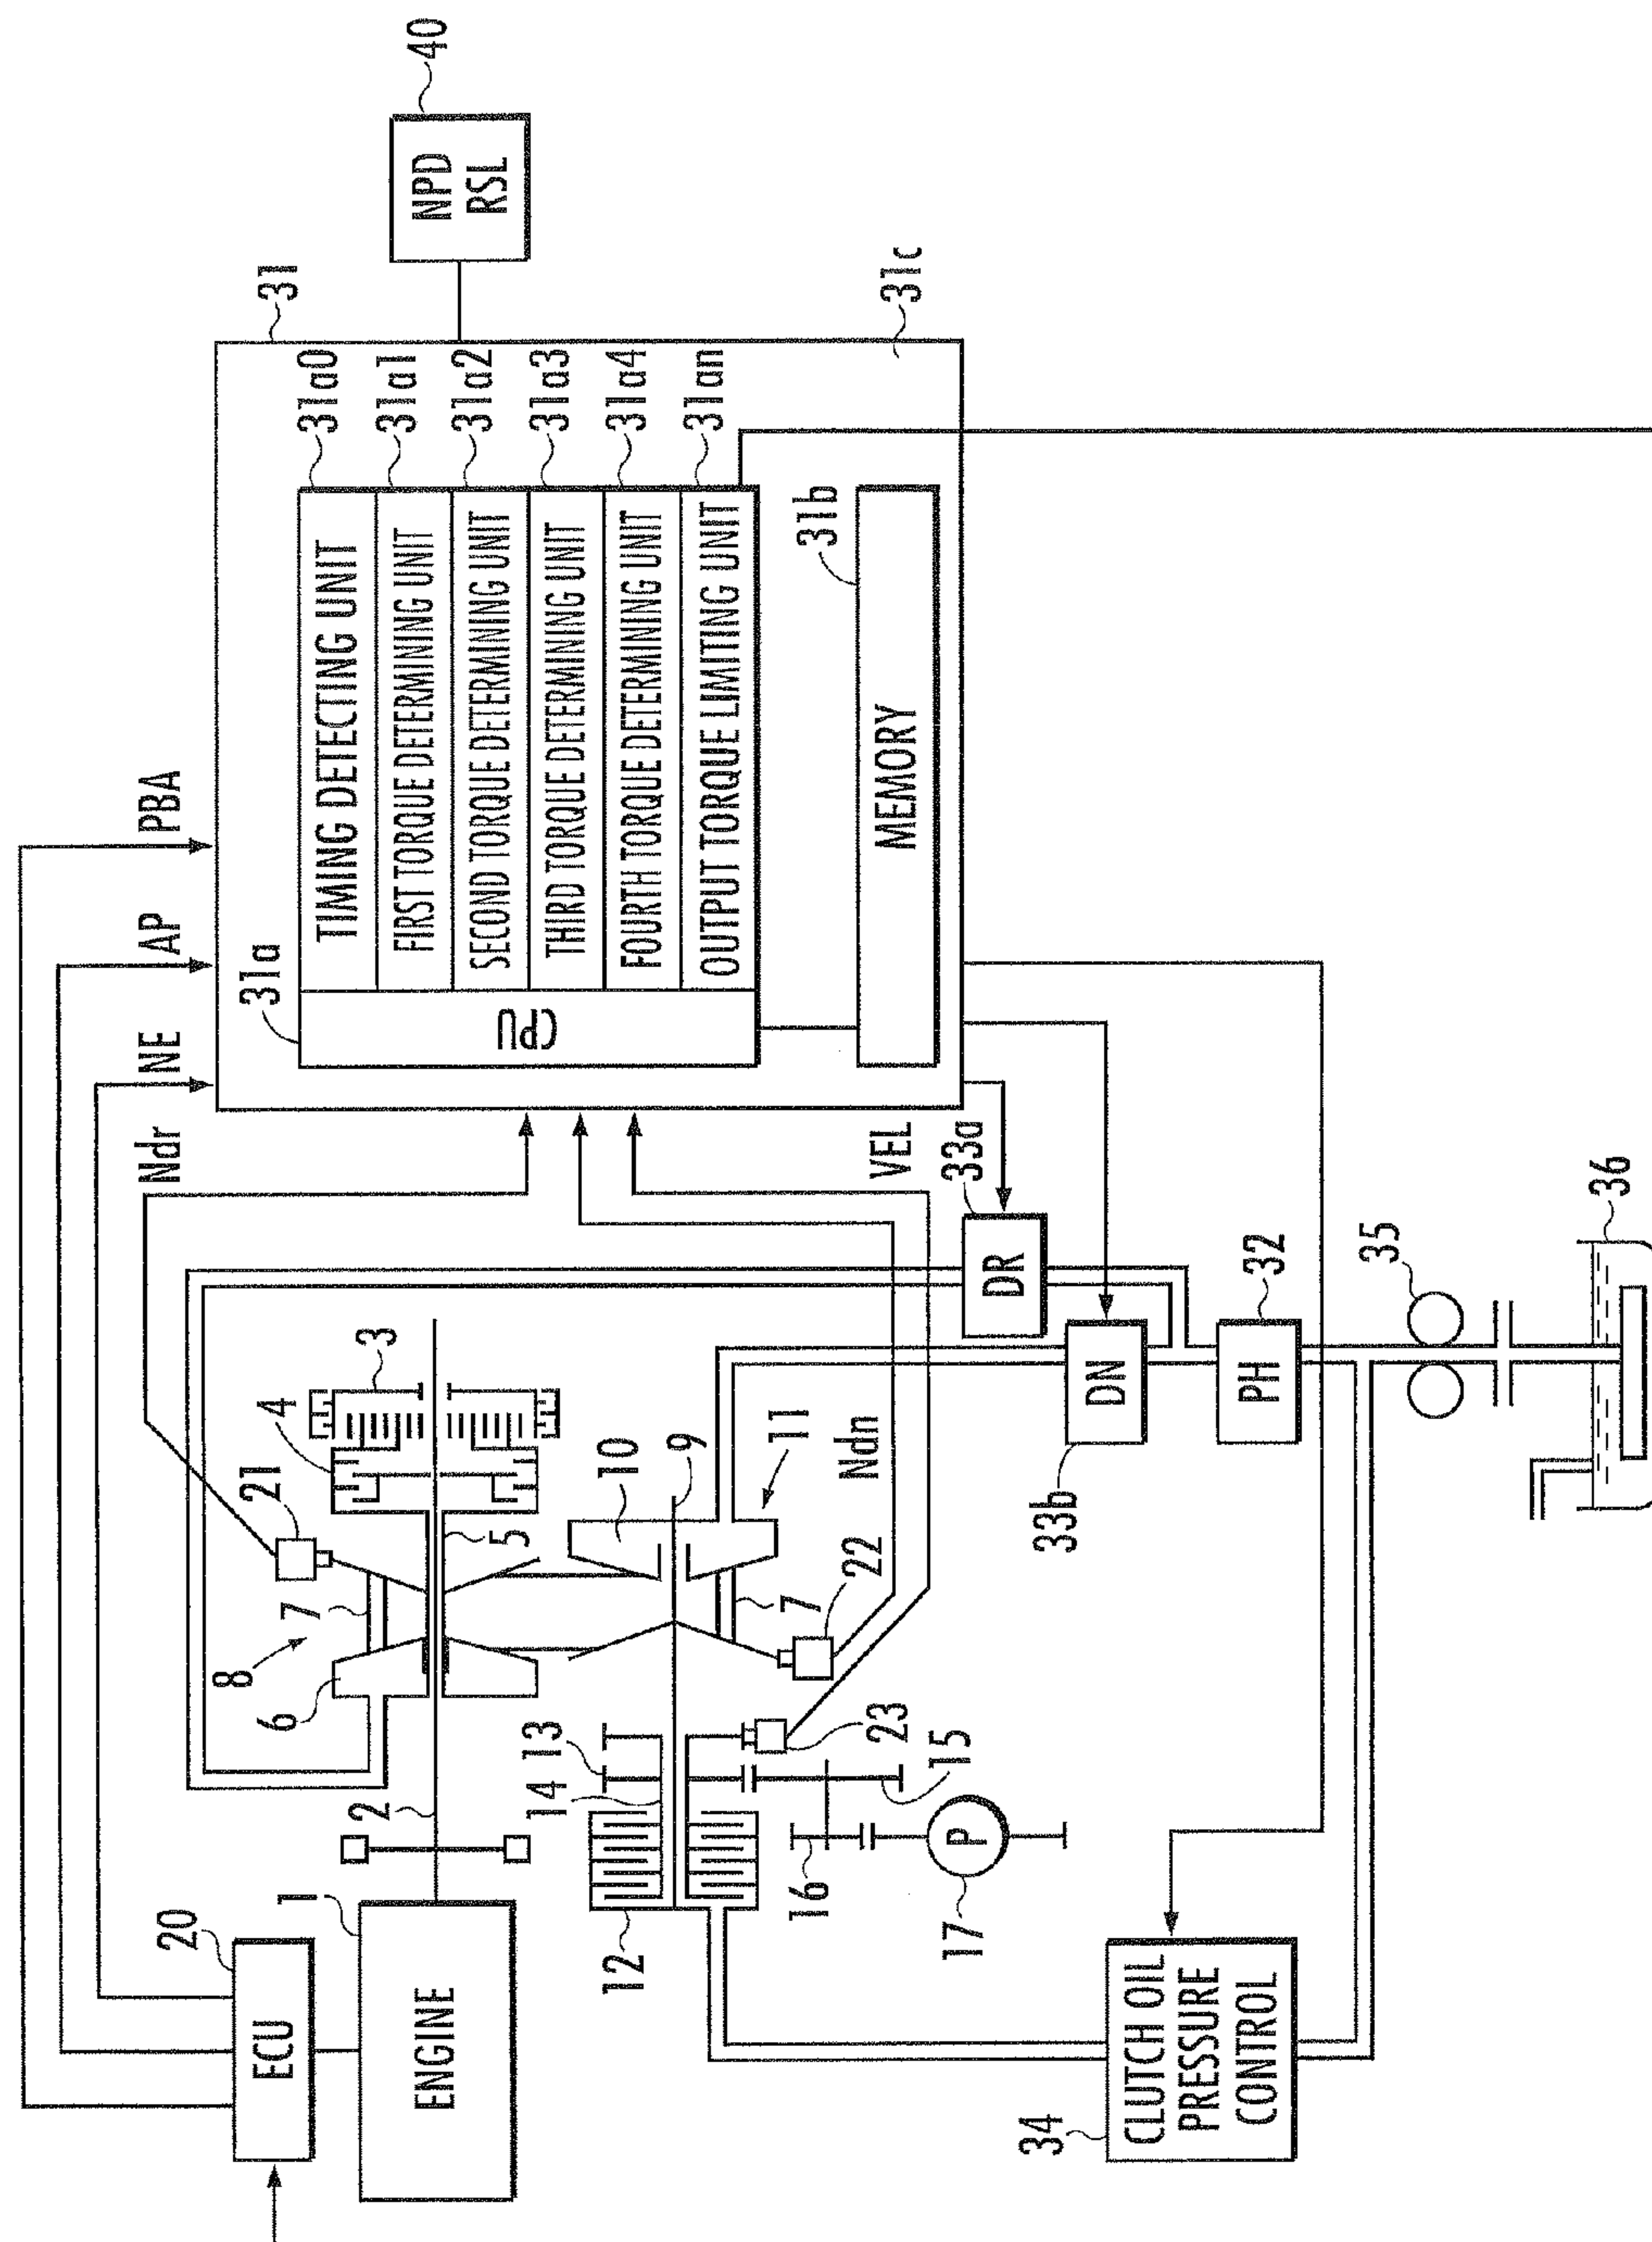 40
NPD
RSL
31
31c
31a0
31a1
31a2
31a3
31a4
31an
PBA
AP
NE
Ndr
31a
CPU
TIMING DETECTING UNIT
FIRST TORQUE DETERMINING UNIT
SECOND TORQUE DETERMINING UNIT
THIRD TORQUE DETERMINING UNIT
FOURTH TORQUE DETERMINING UNIT
OUTPUT TORQUE LIMITING UNIT
31b
MEMORY
VEL
33a
DR
36
35
32
PH
DN
33b
3
4
21
5
10
9
11
Ndn
22
7
7
8
6
13
14
23
15
2
16
P
17
12
1
20
ECU
ENGINE
34
CLUTCH OIL
PRESSURE
CONTROL